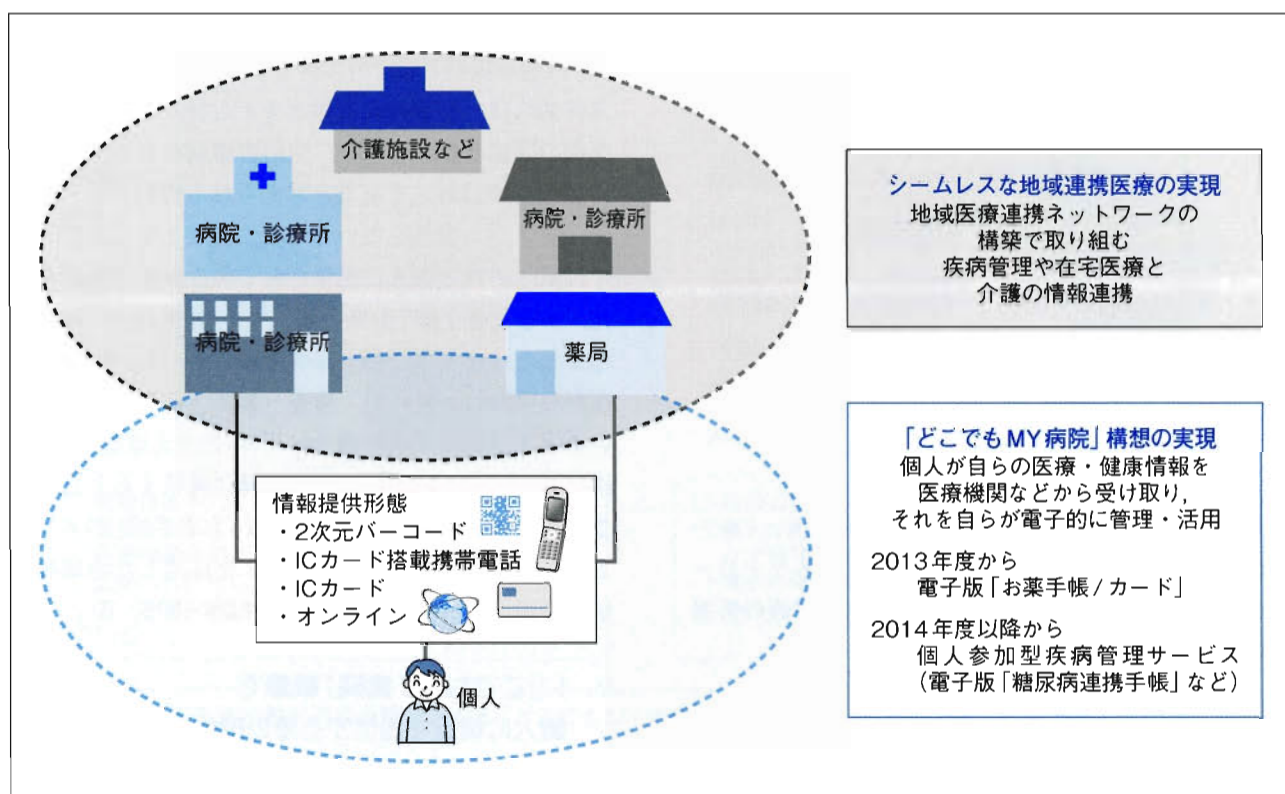 介護施設など
病院・診療所
病院・診療所
病院・診療所
薬局
情報提供形態
・2次元バーコード
・ICカード搭載携帯電話
・ICカード
・オンライン
個人
シームレスな地域連携医療の実現
地域医療連携ネットワークの
構築で取り組む
疾病管理や在宅医療と
介護の情報連携
「どこでもMY病院」構想の実現
個人が自らの医療・健康情報を
医療機関などから受け取り，
それを自らが電子的に管理・活用
2013年度から
電子版「お薬手帳/カード」
2014年度以降から
個人参加型疾病管理サービス
（電子版「糖尿病連携手帳」など）